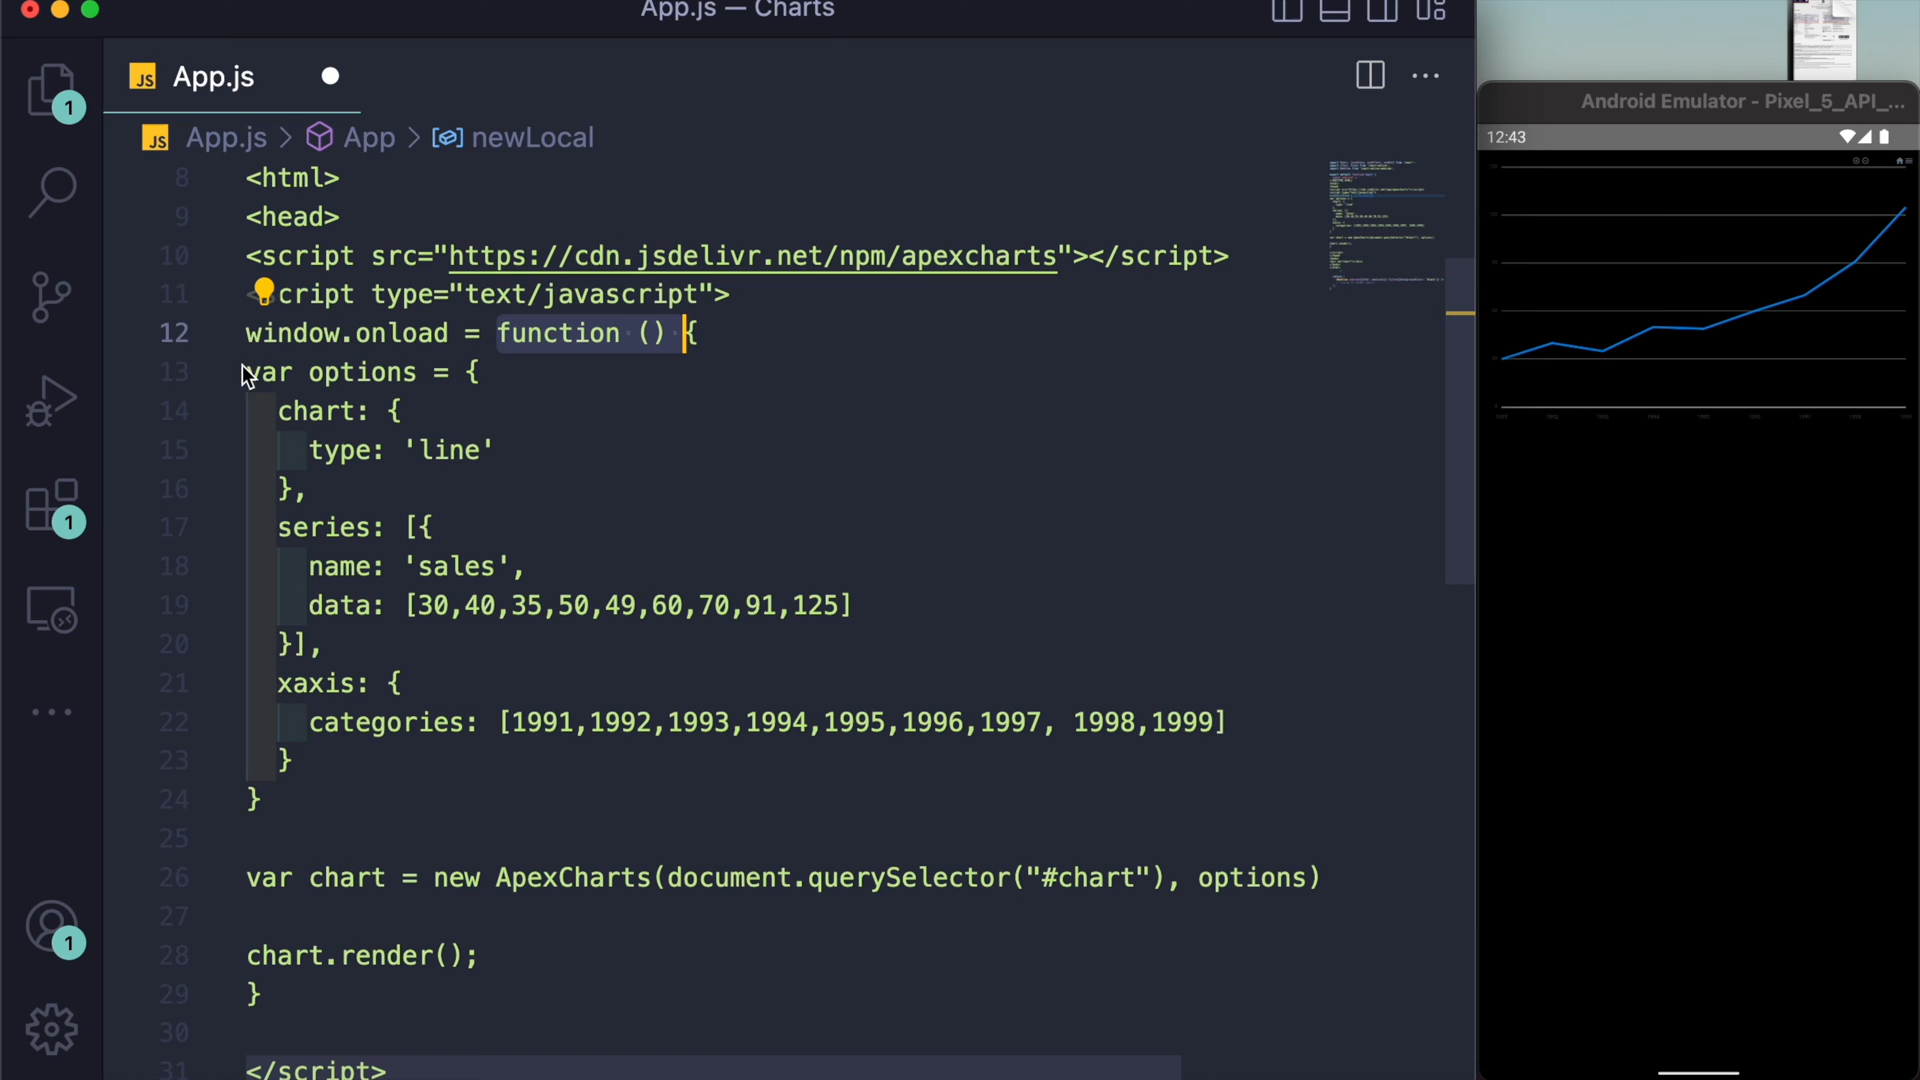 App.js — Charts
JS App.js
JS App.js > App > newLocal
8 <html>
9 <head>
10 <script src="https://cdn.jsdelivr.net/npm/apexcharts"></script>
11 cript type="text/javascript">
12 window.onload = function () {
13 var options = {
14 chart: {
15 type: 'line'
16 },
17 series: [{
18 name: 'sales',
19 data: [30,40,35,50,49,60,70,91,125]
20 }],
21 xaxis: {
22 categories: [1991,1992,1993,1994,1995,1996,1997, 1998,1999]
23 }
24 }
25
26 var chart = new ApexCharts(document.querySelector("#chart"), options)
27
28 chart.render();
29 }
30
31 </script>
1
1
1
Android Emulator - Pixel_5_API_...
12:43